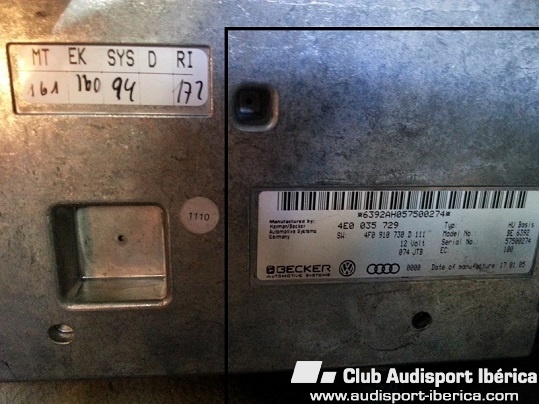 MT EK SYS D RI
161 160 94 172
1110
*6392AH057500274*
Manufactured by:
Harman/Becker
Automotive Systems
Germany
4E0 035 729
SW: 4F0 910 730 D 111
12 Volt
074 JTB
Typ: HU Basis
Model No BE 6392
Serial No. 57500274
EC: 100
BECKER
AUTOMOTIVE SYSTEMS
0000 Date of manufacture: 17 01 05
Club Audisport Ibérica
www.audisport-iberica.com